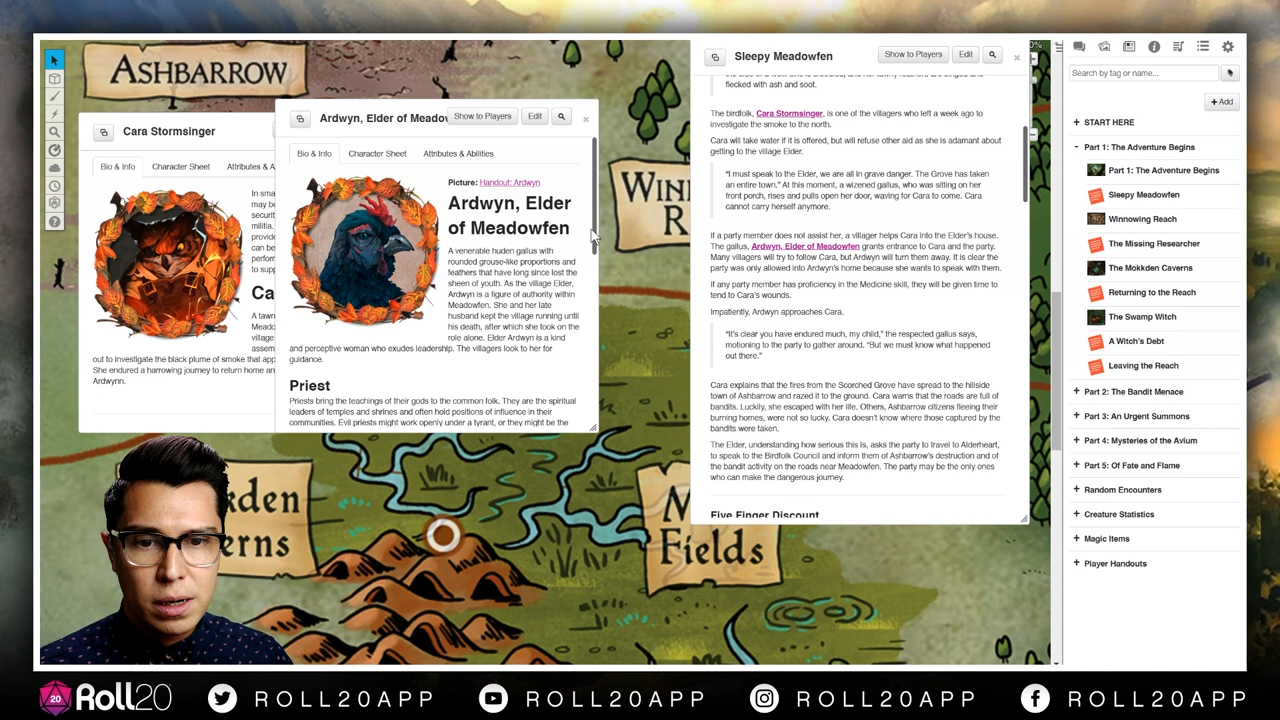 ASHBARROW
Cara Stormsinger
Bio & Info
Character Sheet
Attributes & A
In sma
may be
securit
militia.
provide
can be
perform
to supp
Ca
A tawn
Meado
village
assem
out to investigate the black plume of smoke that app
She endured a harrowing journey to return home an
Ardwynn.
Ardwyn, Elder of Meadow
Show to Players
Edit
Bio & Info
Character Sheet
Attributes & Abilities
Picture: Handout: Ardwyn
Ardwyn, Elder
of Meadowfen
A venerable huden gallus with
rounded grouse-like proportions and
feathers that have long since lost the
sheen of youth. As the village Elder,
Ardwyn is a figure of authority within
Meadowfen. She and her late
husband kept the village running until
his death, after which she took on the
role alone. Elder Ardwyn is a kind
and perceptive woman who exudes leadership. The villagers look to her for
guidance.
Priest
Priests bring the teachings of their gods to the common folk. They are the spiritual
leaders of temples and shrines and often hold positions of influence in their
communities. Evil priests might work openly under a tyrant, or they might be the
WIN
R
kden
erns
M
Fields
Sleepy Meadowfen
Show to Players
Edit
flecked with ash and soot.
The birdfolk, Cara Stormsinger, is one of the villagers who left a week ago to
investigate the smoke to the north.
Cara will take water if it is offered, but will refuse other aid as she is adamant about
getting to the village Elder.
“I must speak to the Elder, we are all in grave danger. The Grove has taken
an entire town.” At this moment, a wizened gallus, who was sitting on her
front porch, rises and pulls open her door, waving for Cara to come. Cara
cannot carry herself anymore.
If a party member does not assist her, a villager helps Cara into the Elder’s house.
The gallus, Ardwyn, Elder of Meadowfen grants entrance to Cara and the party.
Many villagers will try to follow Cara, but Ardwyn will turn them away. It is clear the
party was only allowed into Ardwyn’s home because she wants to speak with them.
If any party member has proficiency in the Medicine skill, they will be given time to
tend to Cara’s wounds.
Impatiently, Ardwyn approaches Cara.
“It’s clear you have endured much, my child,” the respected gallus says,
motioning to the party to gather around. “But we must know what happened
out there.”
Cara explains that the fires from the Scorched Grove have spread to the hillside
town of Ashbarrow and razed it to the ground. Cara warns that the roads are full of
bandits. Luckily, she escaped with her life. Others, Ashbarrow citizens fleeing their
burning homes, were not so lucky. Cara doesn’t know where those captured by the
bandits were taken.
The Elder, understanding how serious this is, asks the party to travel to Alderheart,
to speak to the Birdfolk Council and inform them of Ashbarrow’s destruction and of
the bandit activity on the roads near Meadowfen. The party may be the only ones
who can make the dangerous journey.
Five Finger Discount
0%
Search by tag or name...
+ Add
+ START HERE
- Part 1: The Adventure Begins
Part 1: The Adventure Begins
Sleepy Meadowfen
Winnowing Reach
The Missing Researcher
The Mokkden Caverns
Returning to the Reach
The Swamp Witch
A Witch’s Debt
Leaving the Reach
+ Part 2: The Bandit Menace
+ Part 3: An Urgent Summons
+ Part 4: Mysteries of the Avium
+ Part 5: Of Fate and Flame
+ Random Encounters
+ Creature Statistics
+ Magic Items
+ Player Handouts
20 Roll20
ROLL20APP
ROLL20APP
ROLL20APP
ROLL20APP